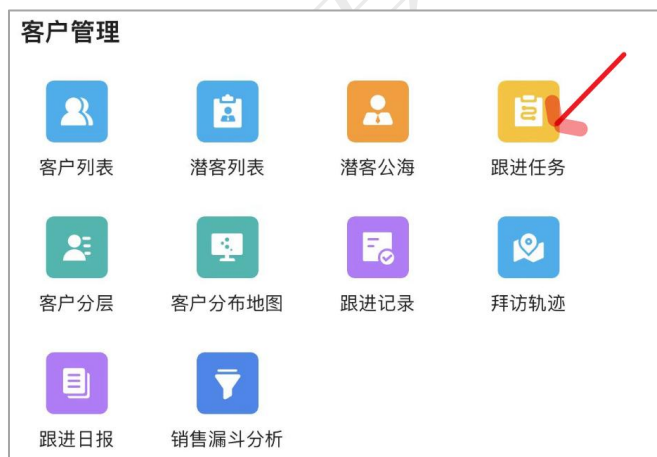 客户管理
客户列表 潜客列表 潜客公海 跟进任务
客户分层 客户分布地图 跟进记录 拜访轨迹
跟进日报 销售漏斗分析